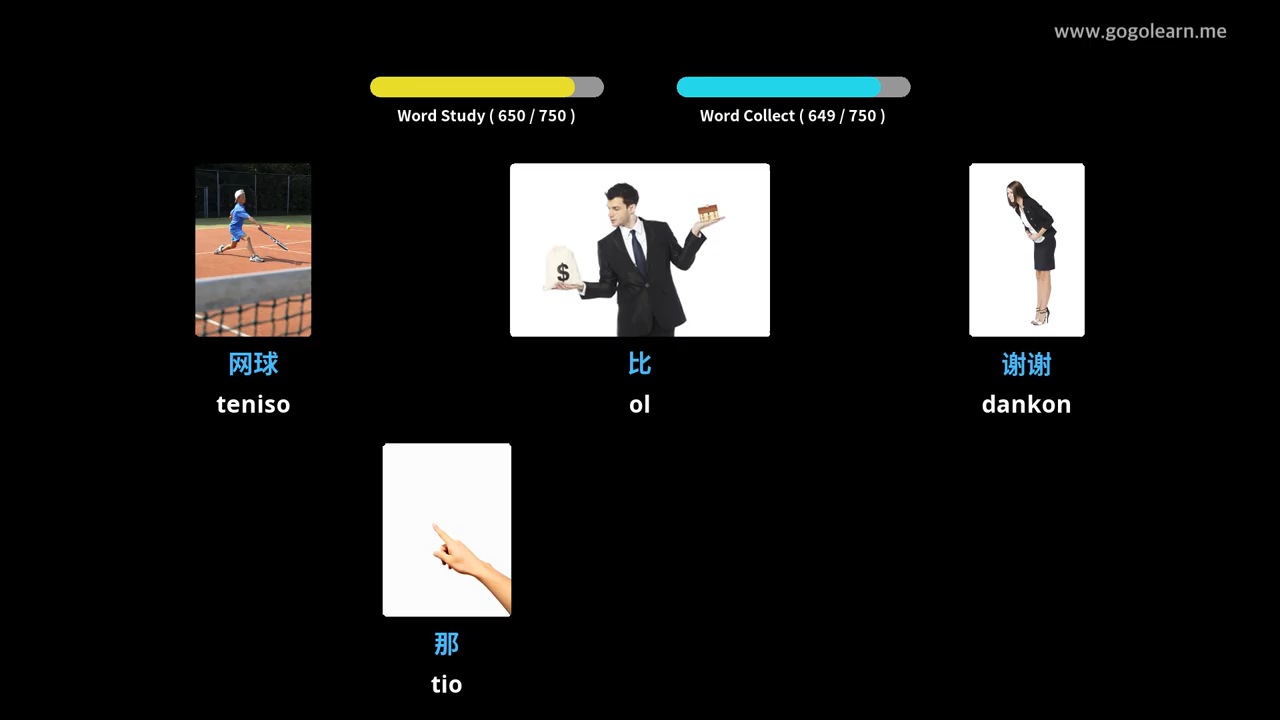 www.gogolearn.me
Word Study ( 650 / 750 )
Word Collect ( 649 / 750 )
$
网球
比
谢谢
teniso
ol
dankon
那
tio